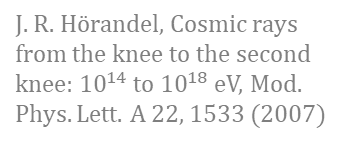 J. R. Hörandel, Cosmic rays
from the knee to the second
knee: 10¹⁴ to 10¹⁸ eV, Mod.
Phys. Lett. A 22, 1533 (2007)